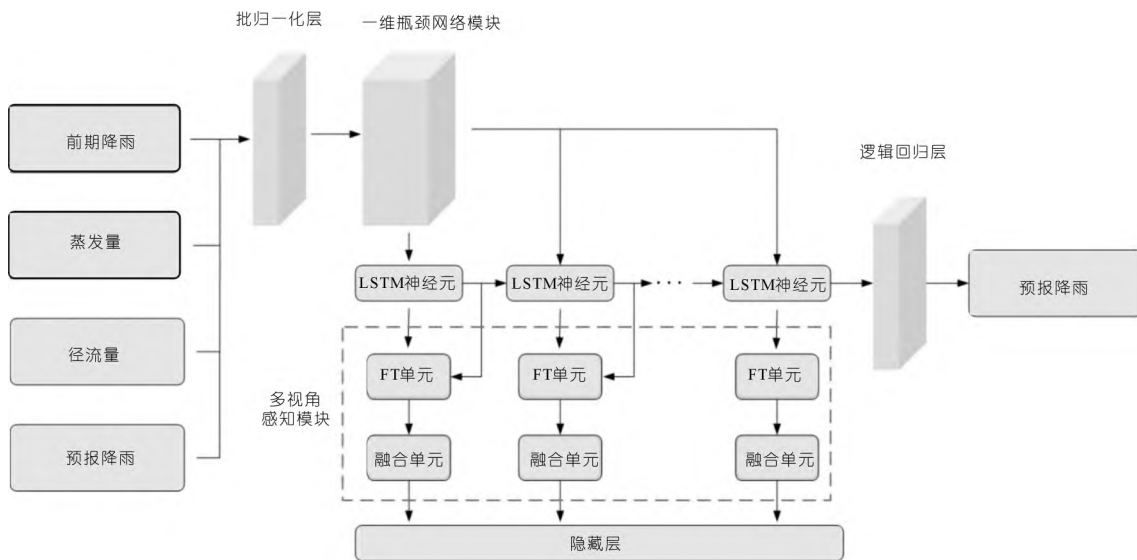 批归一化层
一维瓶颈网络模块
前期降雨
蒸发量
径流量
预报降雨
逻辑回归层
LSTM神经元
LSTM神经元
···
LSTM神经元
预报降雨
多视角
感知模块
FT单元
FT单元
FT单元
融合单元
融合单元
融合单元
隐藏层